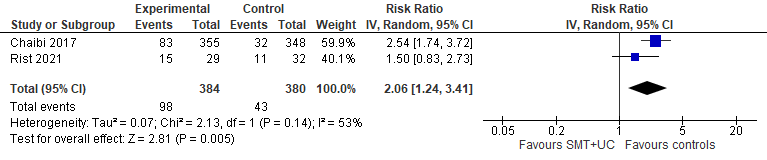 Experimental Control Risk Ratio Risk Ratio
Study or Subgroup Events Total Events Total Weight IV, Random, 95% CI IV, Random, 95% CI
Chaibi 2017 83 355 32 348 59.9% 2.54 [1.74, 3.72]
Rist 2021 15 29 11 32 40.1% 1.50 [0.83, 2.73]
Total (95% CI) 384 380 100.0% 2.06 [1.24, 3.41]
Total events 98 43
Heterogeneity: Tau² = 0.07; Chi² = 2.13, df = 1 (P = 0.14); I² = 53%
Test for overall effect: Z = 2.81 (P = 0.005)
0.05 0.2 1 5 20
Favours SMT+UC Favours controls